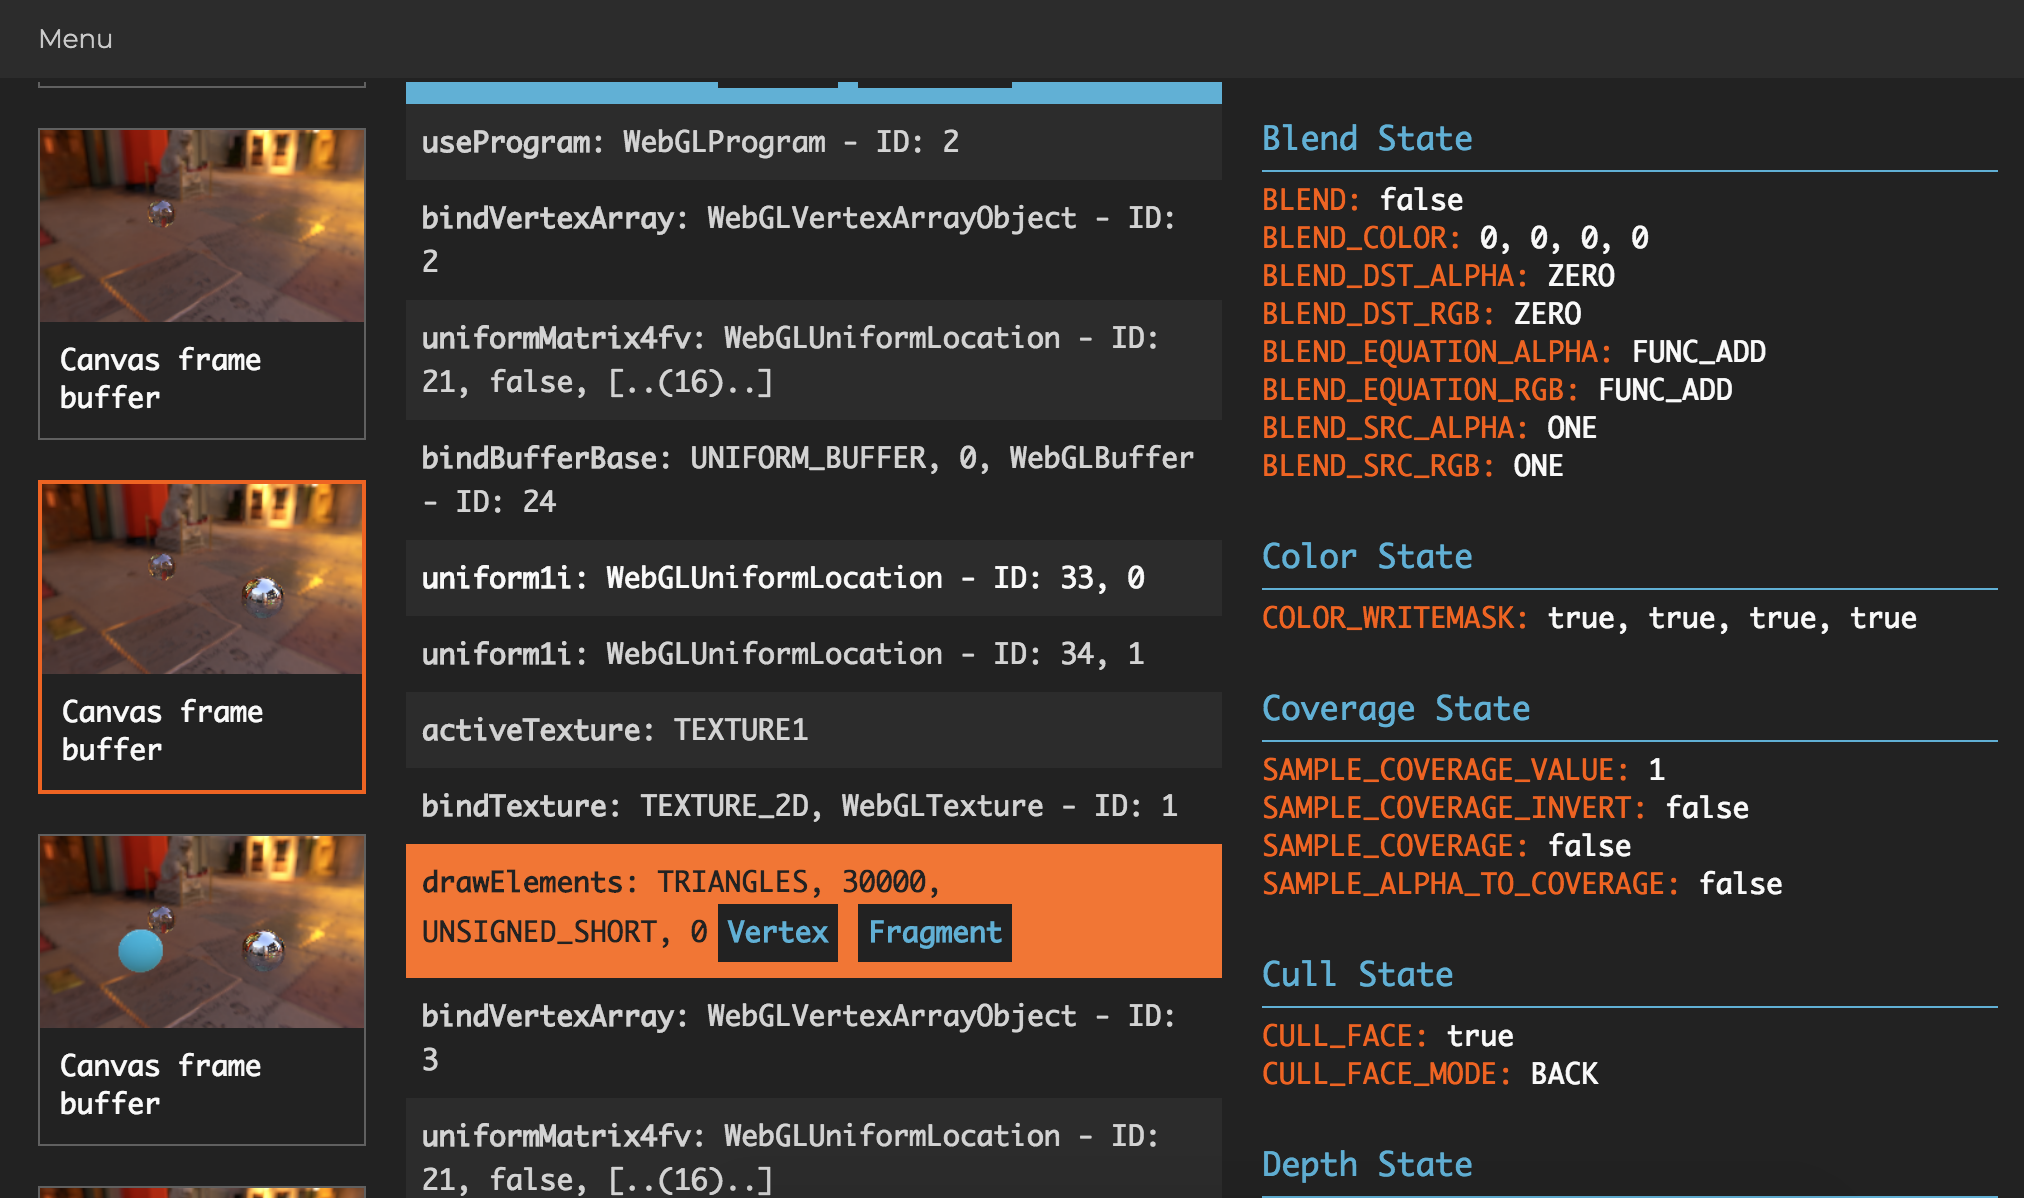 Menu
Canvas frame
buffer
Canvas frame
buffer
Canvas frame
buffer
useProgram: WebGLProgram - ID: 2
bindVertexArray: WebGLVertexArrayObject - ID:
2
uniformMatrix4fv: WebGLUniformLocation - ID:
21, false, [..(16)..]
bindBufferBase: UNIFORM_BUFFER, 0, WebGLBuffer
- ID: 24
uniform1i: WebGLUniformLocation - ID: 33, 0
uniform1i: WebGLUniformLocation - ID: 34, 1
activeTexture: TEXTURE1
bindTexture: TEXTURE_2D, WebGLTexture - ID: 1
drawElements: TRIANGLES, 30000,
UNSIGNED_SHORT, 0 Vertex Fragment
bindVertexArray: WebGLVertexArrayObject - ID:
3
uniformMatrix4fv: WebGLUniformLocation - ID:
21, false, [..(16)..]
Blend State
BLEND: false
BLEND_COLOR: 0, 0, 0, 0
BLEND_DST_ALPHA: ZERO
BLEND_DST_RGB: ZERO
BLEND_EQUATION_ALPHA: FUNC_ADD
BLEND_EQUATION_RGB: FUNC_ADD
BLEND_SRC_ALPHA: ONE
BLEND_SRC_RGB: ONE
Color State
COLOR_WRITEMASK: true, true, true, true
Coverage State
SAMPLE_COVERAGE_VALUE: 1
SAMPLE_COVERAGE_INVERT: false
SAMPLE_COVERAGE: false
SAMPLE_ALPHA_TO_COVERAGE: false
Cull State
CULL_FACE: true
CULL_FACE_MODE: BACK
Depth State